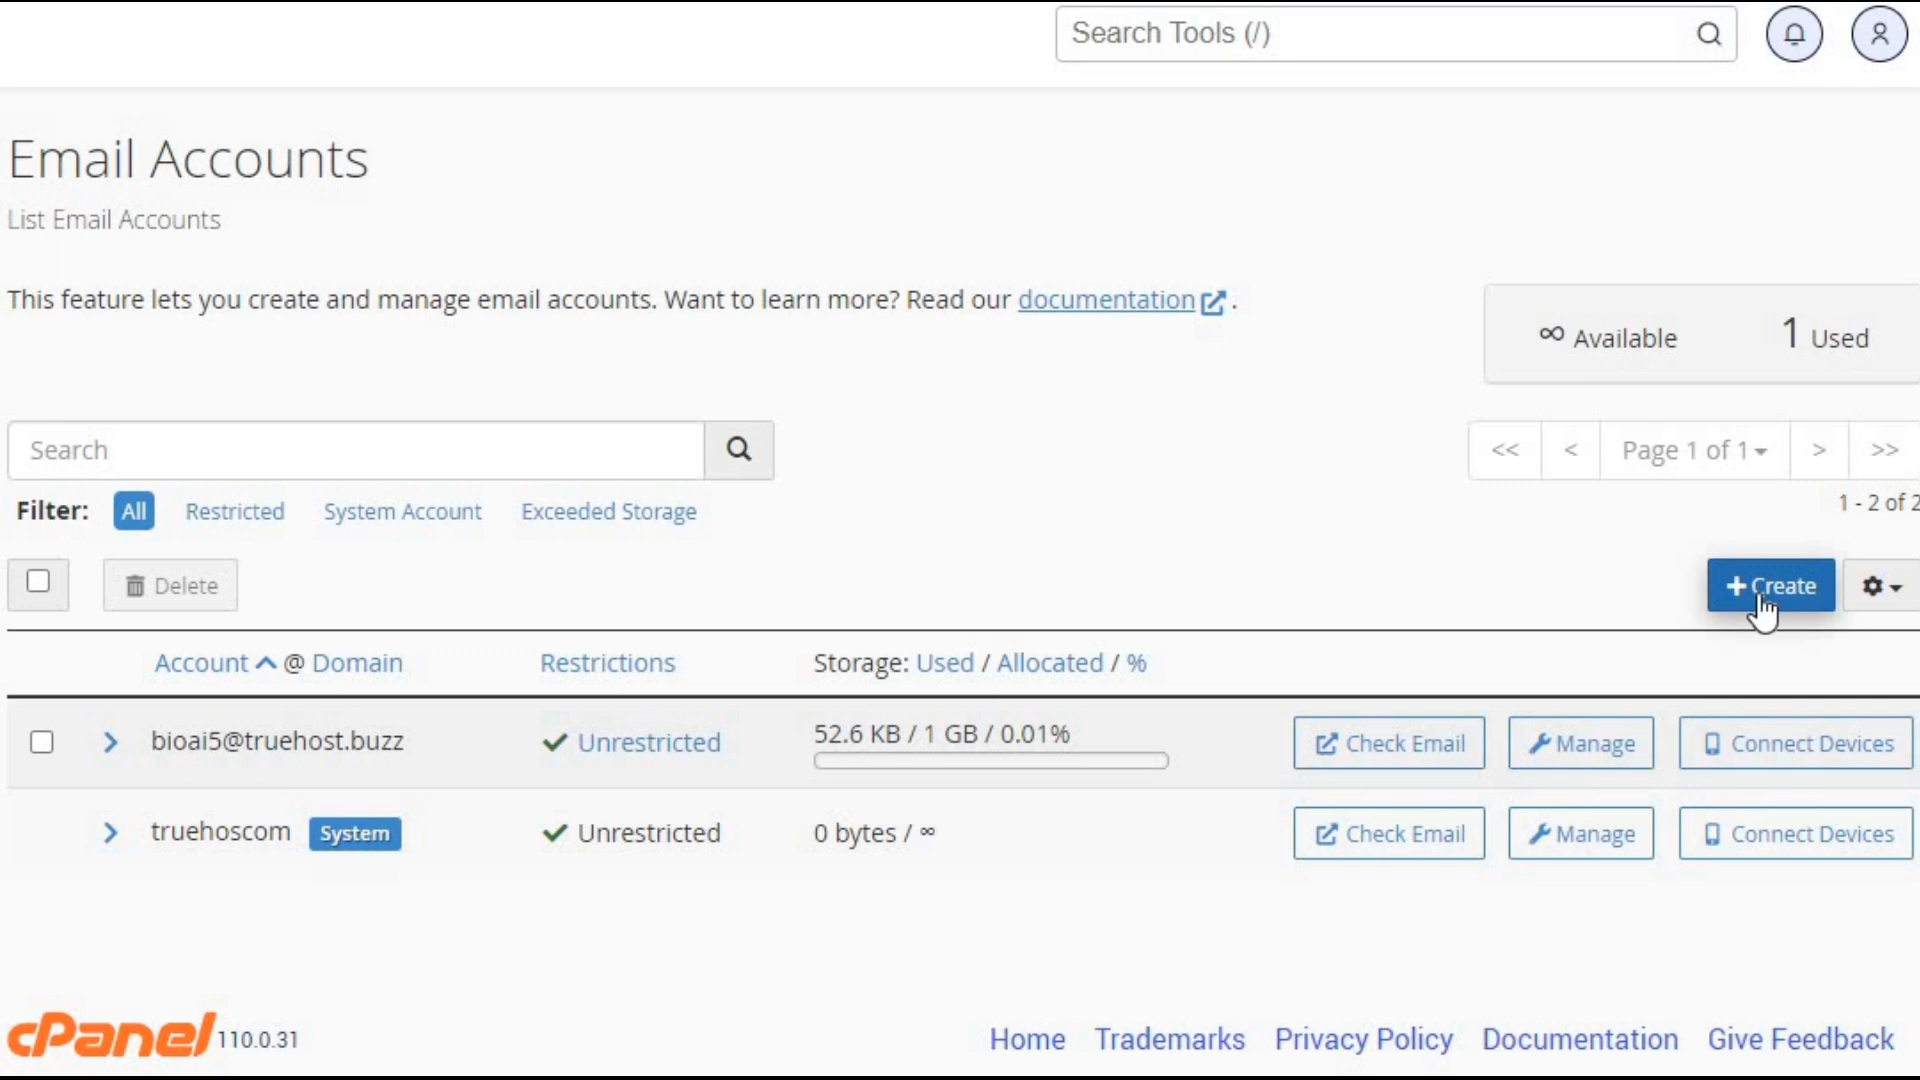 Search Tools (/)
Email Accounts
List Email Accounts
This feature lets you create and manage email accounts. Want to learn more? Read our documentation .
∞ Available 1 Used
Search
<< < Page 1 of 1 > >>
Filter: All Restricted System Account Exceeded Storage
1 - 2 of 2
Delete
+ Create
Account @ Domain Restrictions Storage: Used / Allocated / %
bioai5@truehost.buzz Unrestricted 52.6 KB / 1 GB / 0.01% Check Email Manage Connect Devices
truehoscom System Unrestricted 0 bytes / ∞ Check Email Manage Connect Devices
cPanel 110.0.31 Home Trademarks Privacy Policy Documentation Give Feedback